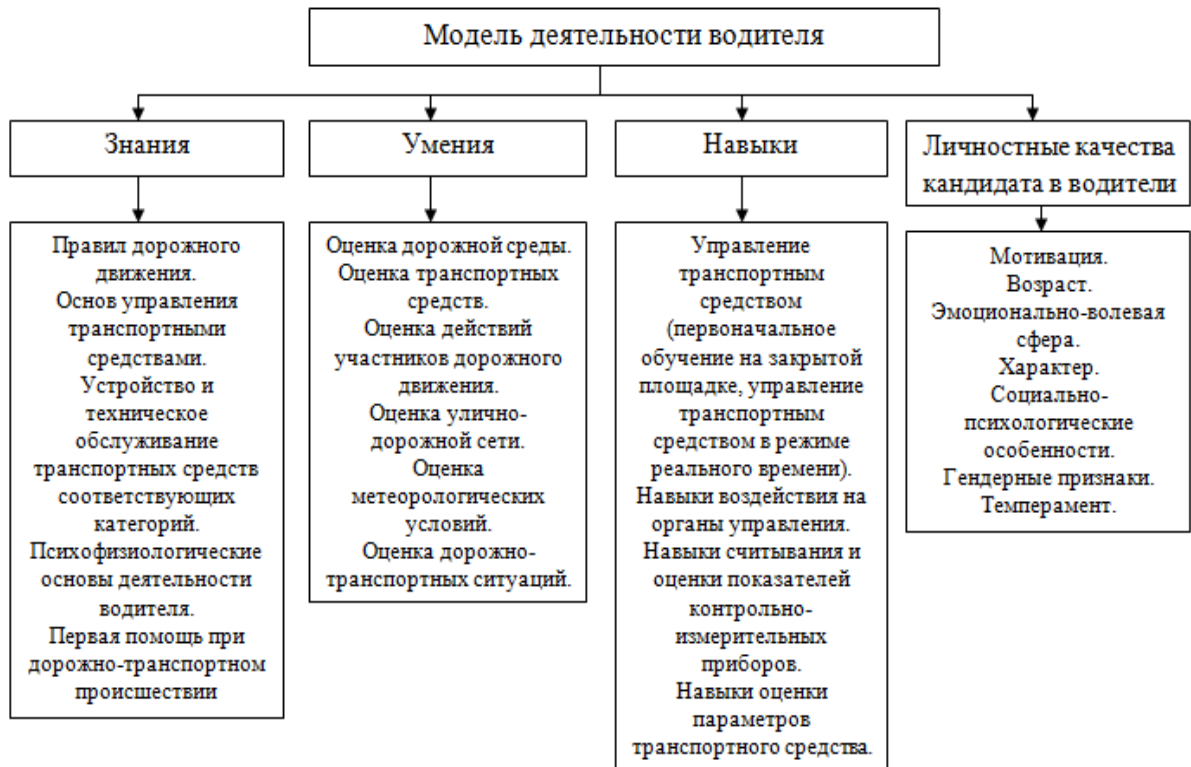 Модель деятельности водителя
Знания
Правил дорожного
движения.
Основ управления
транспортными
средствами.
Устройство и
техническое
обслуживание
транспортных средств
соответствующих
категорий.
Психофизиологические
основы деятельности
водителя.
Первая помощь при
дорожно-транспортном
происшествии
Умения
Оценка дорожной среды.
Оценка транспортных
средств.
Оценка действий
участников дорожного
движения.
Оценка улично-
дорожной сети.
Оценка
метеорологических
условий.
Оценка дорожно-
транспортных ситуаций.
Навыки
Управление
транспортным
средством
(первоначальное
обучение на закрытой
площадке, управление
транспортным
средством в режиме
реального времени).
Навыки воздействия на
органы управления.
Навыки считывания и
оценки показателей
контрольно-
измерительных
приборов.
Навыки оценки
параметров
транспортного средства.
Личностные качества
кандидата в водители
Мотивация.
Возраст.
Эмоционально-волевая
сфера.
Характер.
Социально-
психологические
особенности.
Гендерные признаки.
Темперамент.